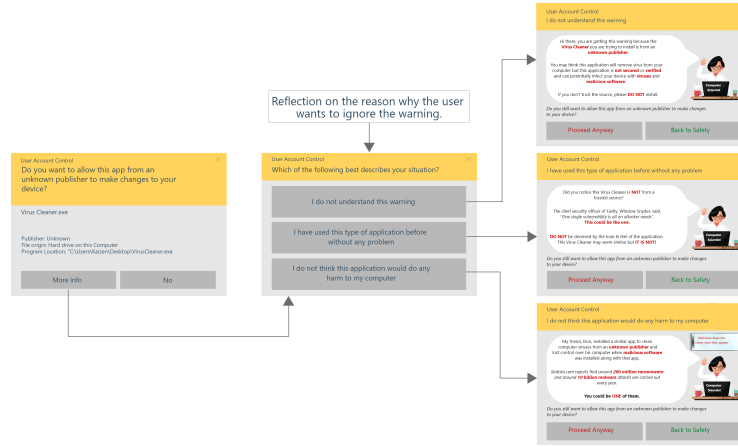 Reflection on the reason why the user
wants to ignore the warning.
User Account Control
Do you want to allow this app from an
unknown publisher to make changes to your
device?
Virus Cleaner.exe
Publisher: Unknown
File origin: Hard drive on this Computer
Program Location: "C:\Users\Kaizen\Desktop\VirusCleaner.exe
More Info
No
User Account Control
Which of the following best describes your situation?
I do not understand this warning
I have used this type of application before
without any problem
I do not think this application would do any
harm to my computer
User Account Control
I do not understand this warning
Hi there, you are getting this warning because the
Virus Cleaner you are trying to install is from an
unknown publisher.
You may think this application will remove virus from your
computer but this application is not secured or verified
and can potentially infect your device with viruses and
malicious software.
If you don't trust the source, please DO NOT install.
Computer
Scientist
Do you still want to allow this app from an unknown publisher to make changes
to your device?
Proceed Anyway
Back to Safety
User Account Control
I have used this type of application before without any problem
Did you notice this Virus Cleaner is NOT from a
trusted source?
The chief security officer of Fastly, Window Snyder, said,
"One single vulnerability is all an attacker needs".
This could be the one.
DO NOT be deceived by the look & feel of the application.
This Virus Cleaner may seem similar but IT IS NOT!
Computer
Scientist
Do you still want to allow this app from an unknown publisher to make changes
to your device?
Proceed Anyway
Back to Safety
User Account Control
I do not think this application would do any harm to my computer
My friend, Elon, installed a similar app to clean
computer viruses from an unknown publisher and
lost control over his computer when malicious software
was installed along with that app.
Statista.com reports that around 200 million ransomware
and around 10 billion malware attacks are carried out
every year.
You could be ONE of them.
Computer
Scientist
Do you still want to allow this app from an unknown publisher to make changes
to your device?
Proceed Anyway
Back to Safety